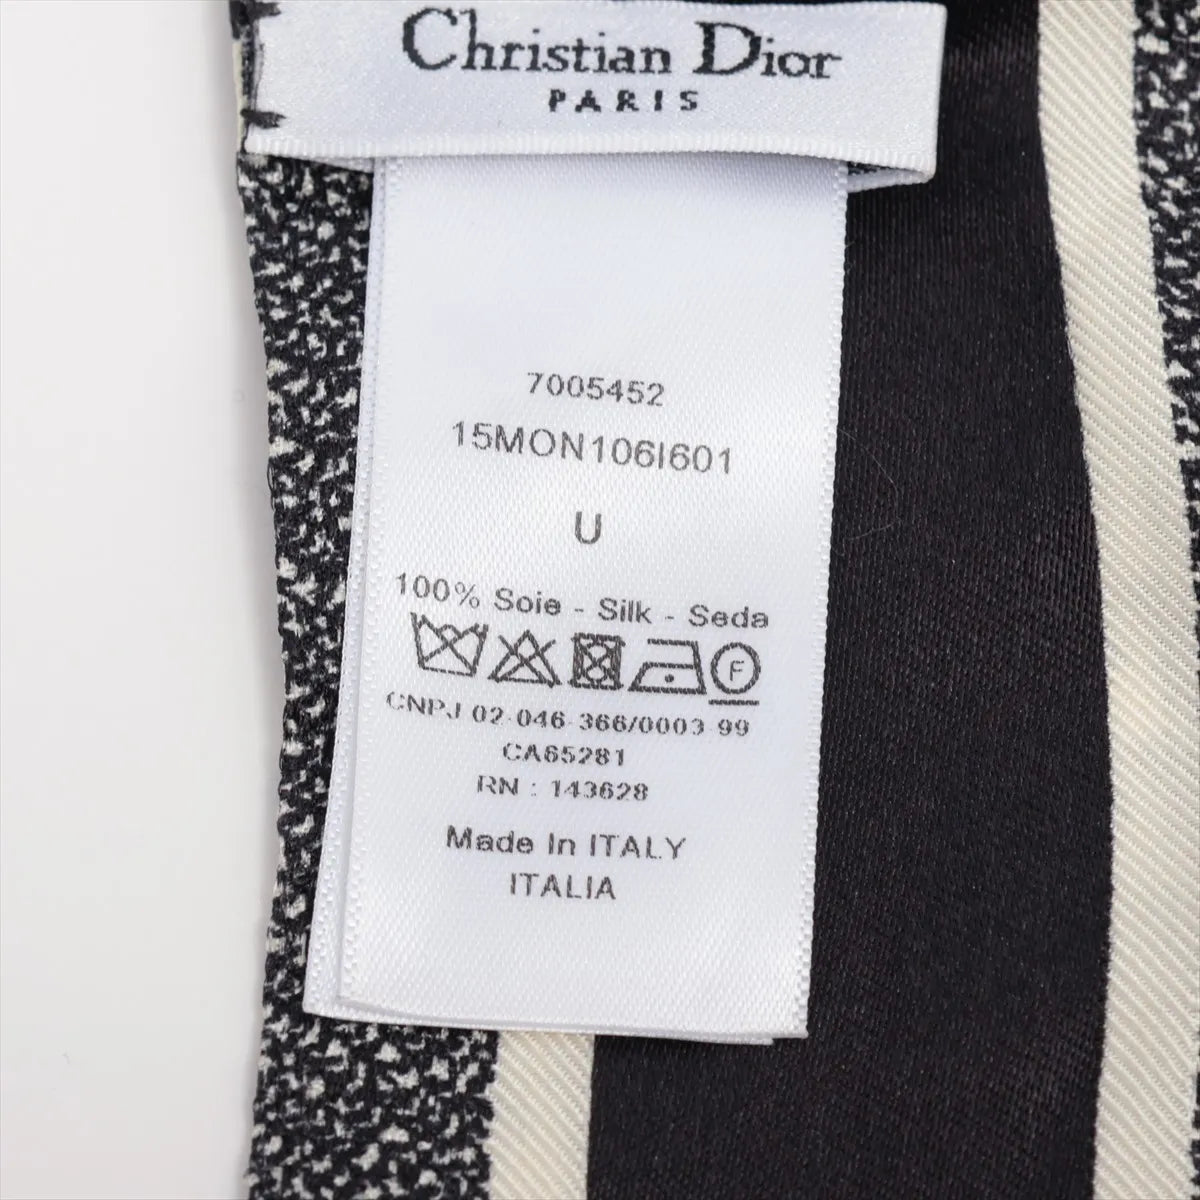 Christian Dior
PARIS
7005452
15MON106I601
U
100% Soie - Silk - Seda
F
CNPJ 02-046-366/0003-99
CA65281
RN : 143628
Made In ITALY
ITALIA